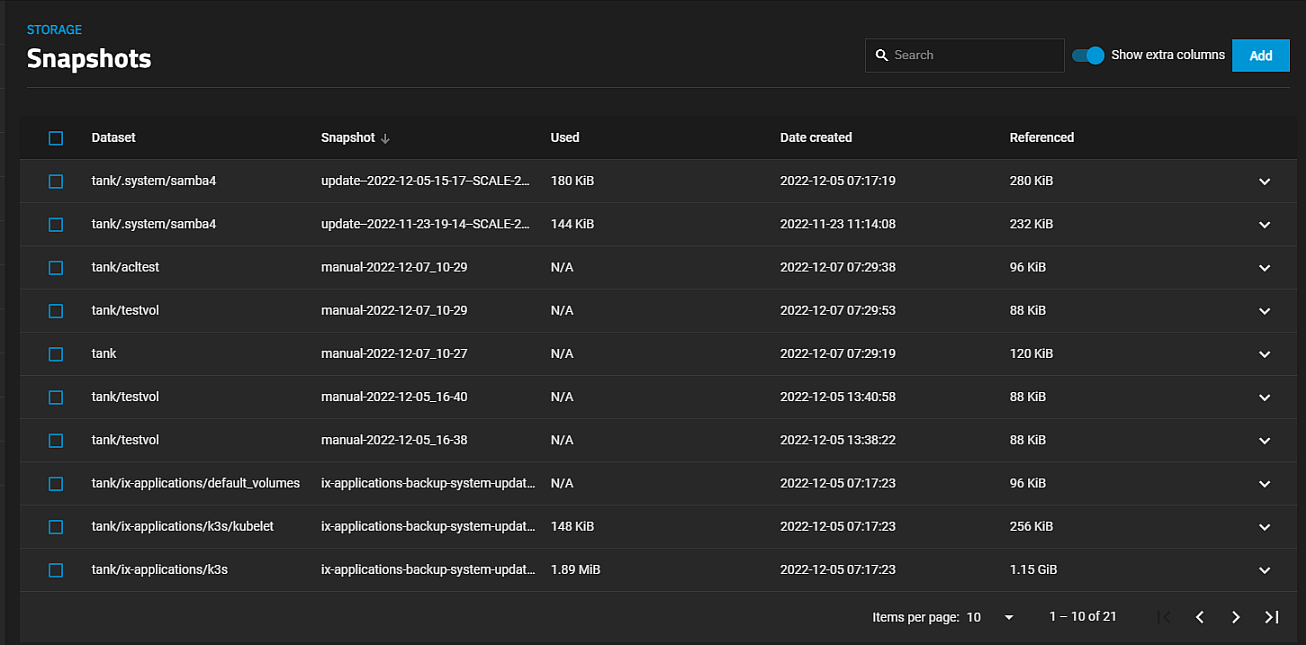 STORAGE
Snapshots
Search
Show extra columns
Add
Dataset Snapshot Used Date created Referenced
tank/.system/samba4 update--2022-12-05-15-17--SCALE-2... 180 KiB 2022-12-05 07:17:19 280 KiB
tank/.system/samba4 update--2022-11-23-19-14--SCALE-2... 144 KiB 2022-11-23 11:14:08 232 KiB
tank/acltest manual-2022-12-07_10-29 N/A 2022-12-07 07:29:38 96 KiB
tank/testvol manual-2022-12-07_10-29 N/A 2022-12-07 07:29:53 88 KiB
tank manual-2022-12-07_10-27 N/A 2022-12-07 07:29:19 120 KiB
tank/testvol manual-2022-12-05_16-40 N/A 2022-12-05 13:40:58 88 KiB
tank/testvol manual-2022-12-05_16-38 N/A 2022-12-05 13:38:22 88 KiB
tank/ix-applications/default_volumes ix-applications-backup-system-updat... N/A 2022-12-05 07:17:23 96 KiB
tank/ix-applications/k3s/kubelet ix-applications-backup-system-updat... 148 KiB 2022-12-05 07:17:23 256 KiB
tank/ix-applications/k3s ix-applications-backup-system-updat... 1.89 MiB 2022-12-05 07:17:23 1.15 GiB
Items per page: 10 1 – 10 of 21